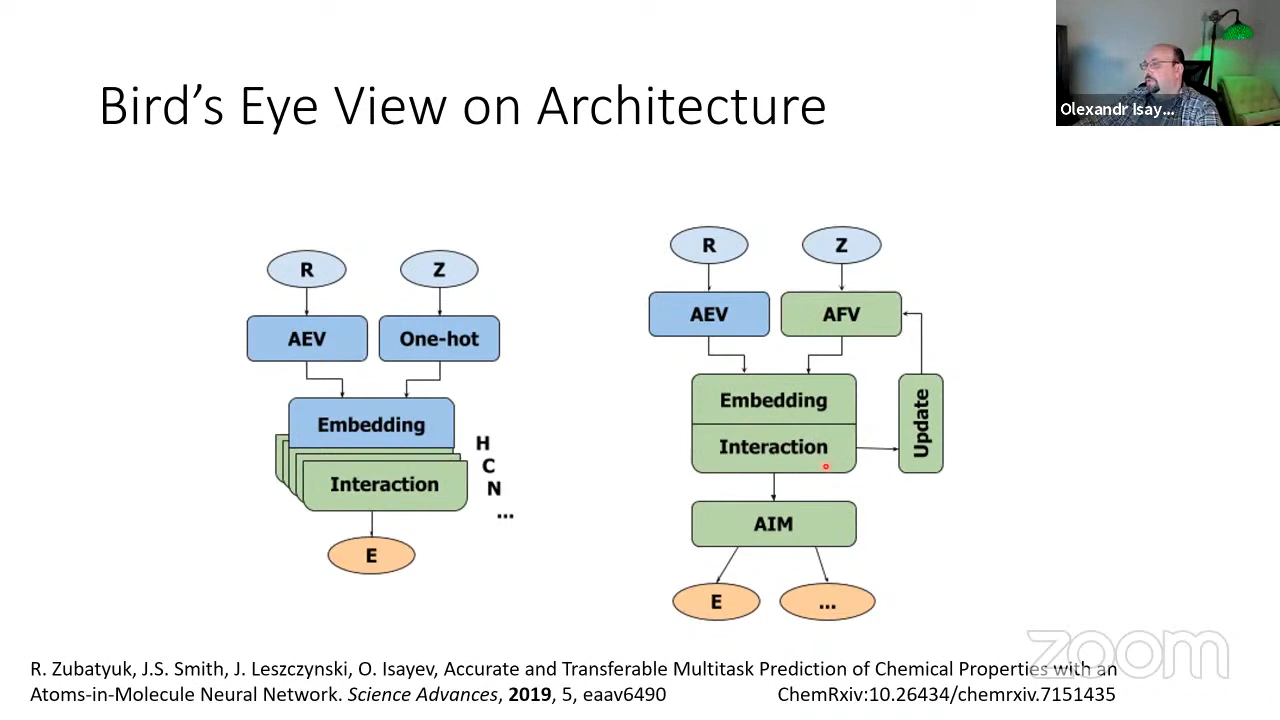 Bird's Eye View on Architecture
Olexandr Isay...
R
Z
AEV
One-hot
Embedding
Interaction
H
C
N
...
E
R
Z
AEV
AFV
Embedding
Interaction
Update
AIM
E
...
R. Zubatyuk, J.S. Smith, J. Leszczynski, O. Isayev, Accurate and Transferable Multitask Prediction of Chemical Properties with an
Atoms-in-Molecule Neural Network. Science Advances, 2019, 5, eaav6490 ChemRxiv:10.26434/chemrxiv.7151435
zoom